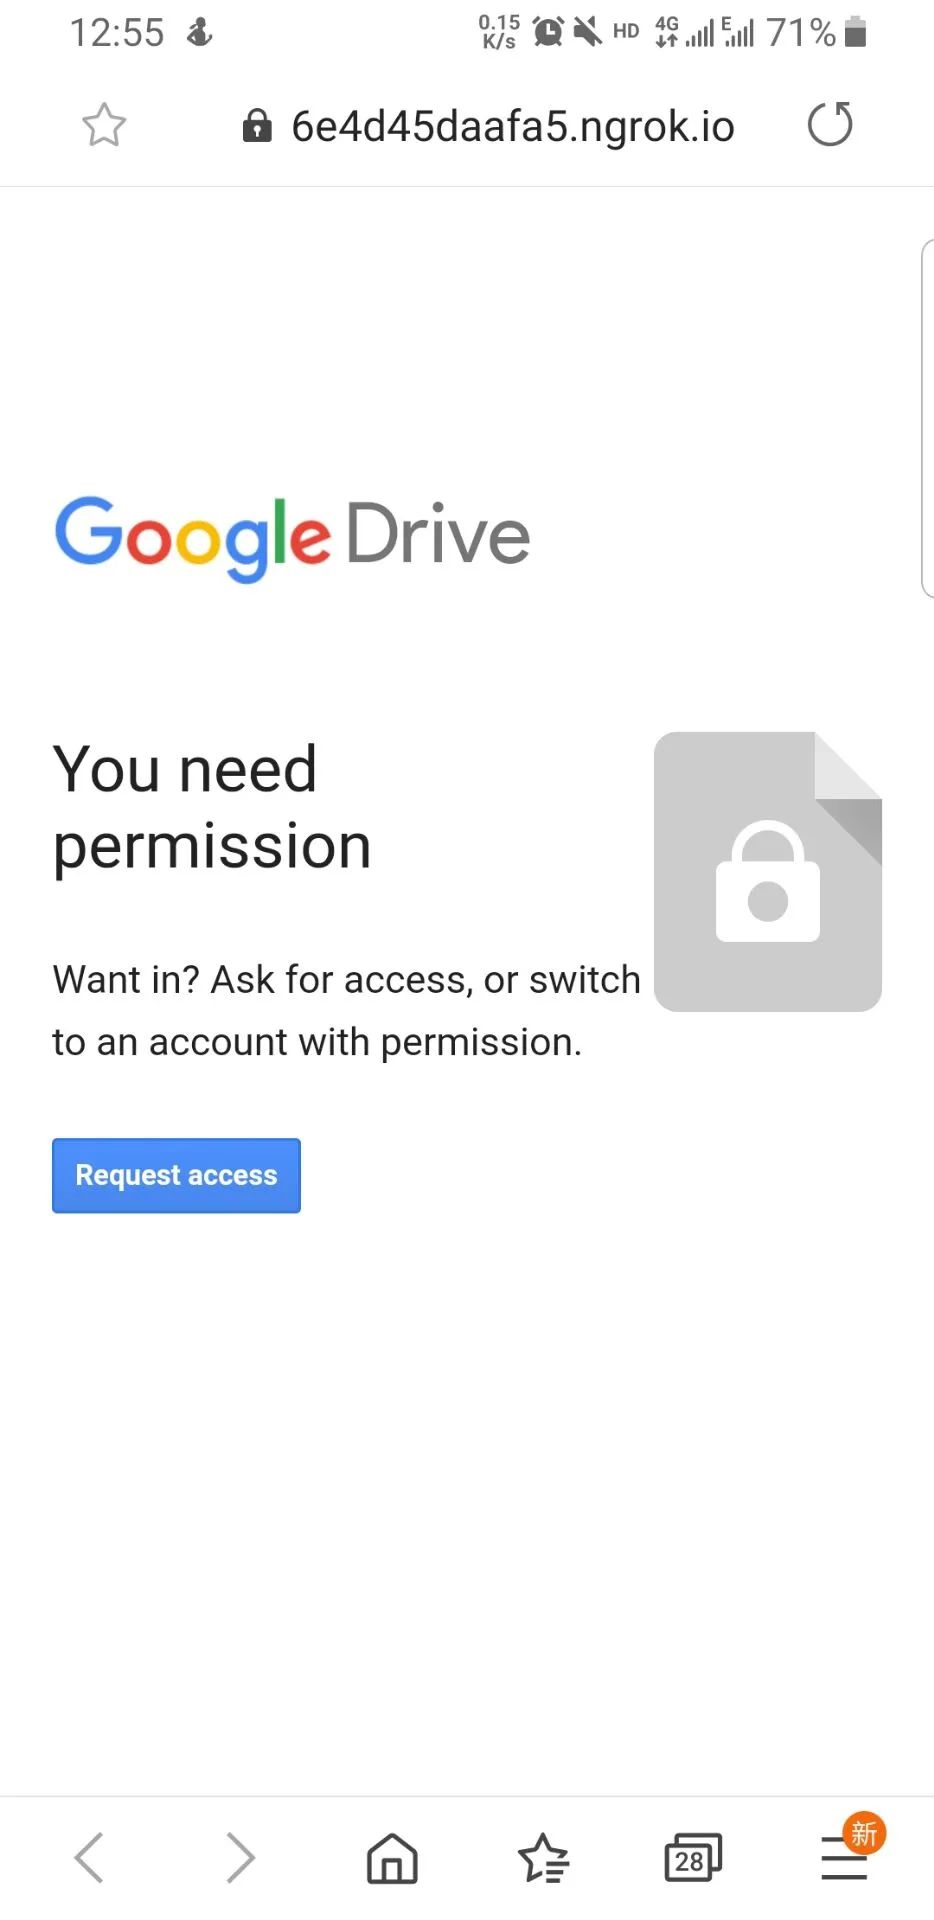 12:55 0.15 K/s HD 4G E 71%
6e4d45daafa5.ngrok.io
Google Drive
You need
permission
Want in? Ask for access, or switch
to an account with permission.
Request access
28 新